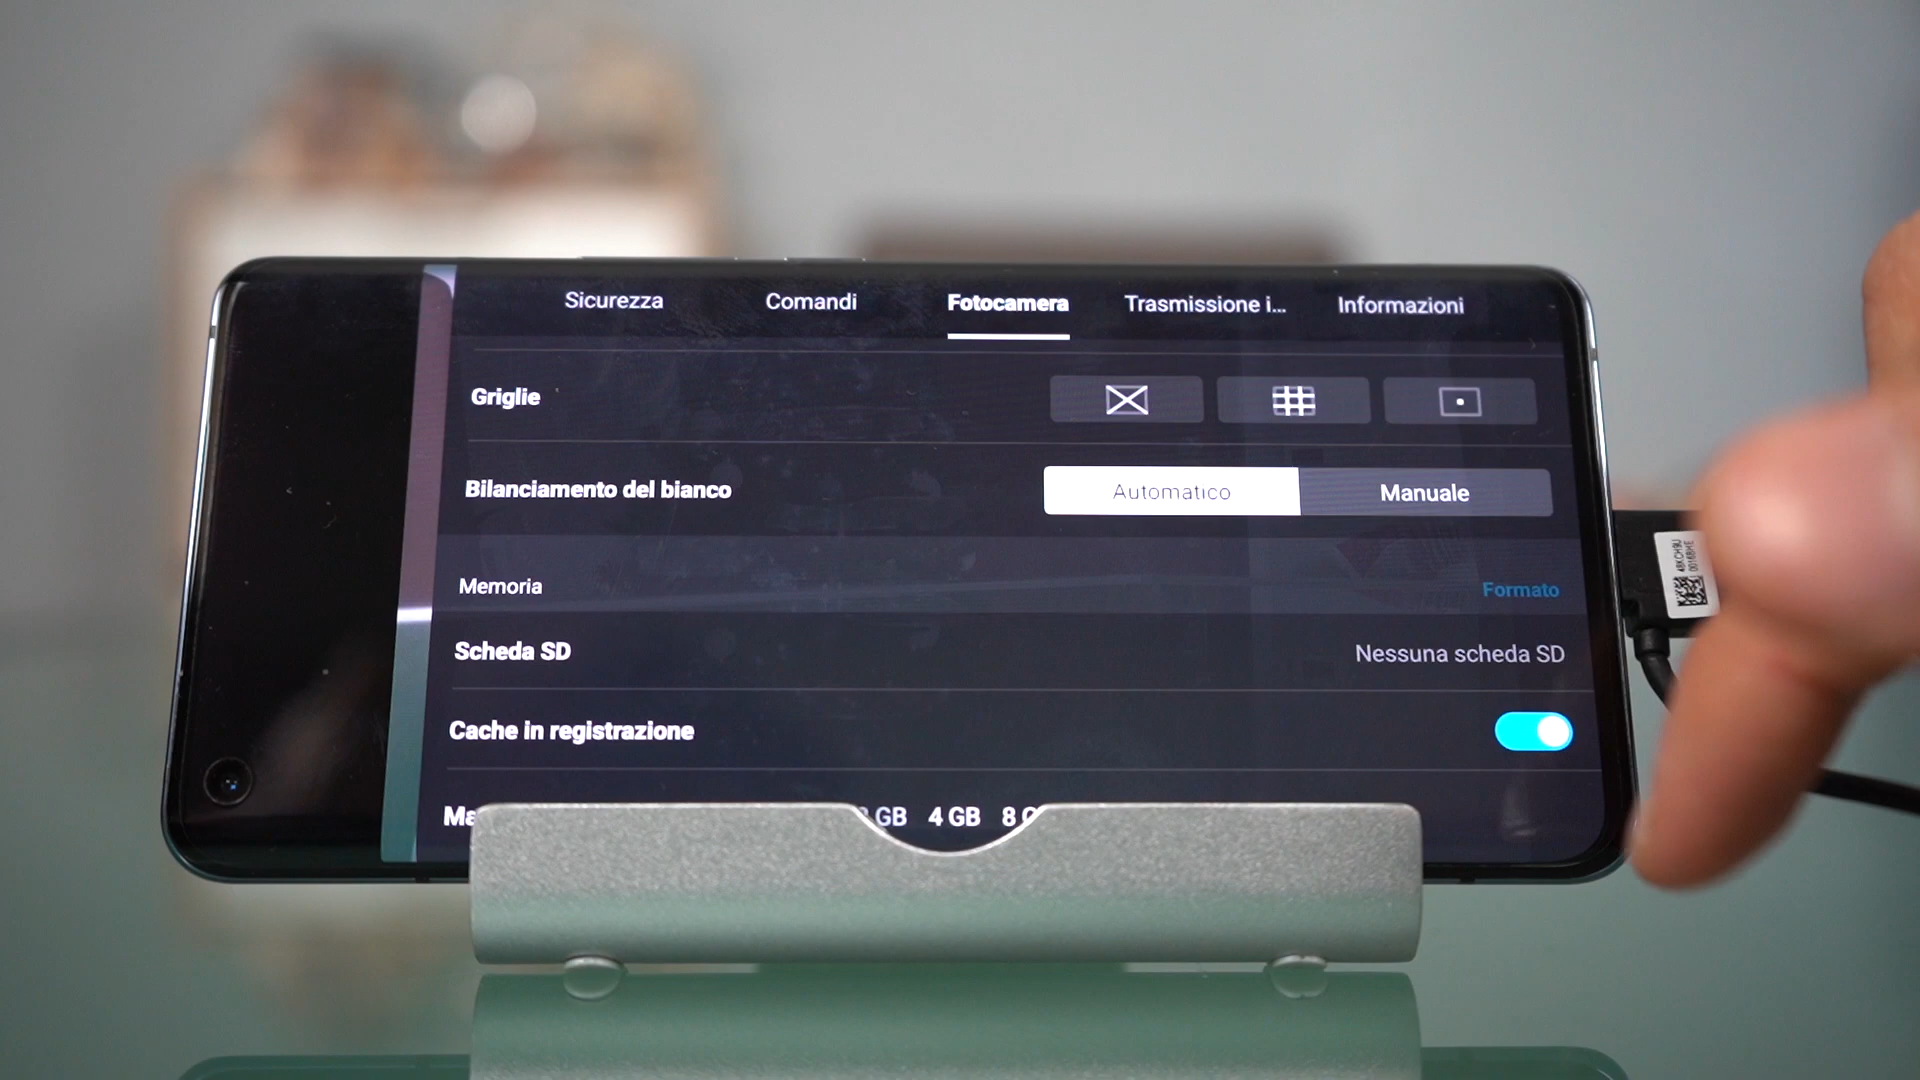 Sicurezza Comandi Fotocamera Trasmissione i... Informazioni
Griglie
Bilanciamento del bianco Automatico Manuale
Memoria Formato
Scheda SD Nessuna scheda SD
Cache in registrazione
GB 4 GB 8